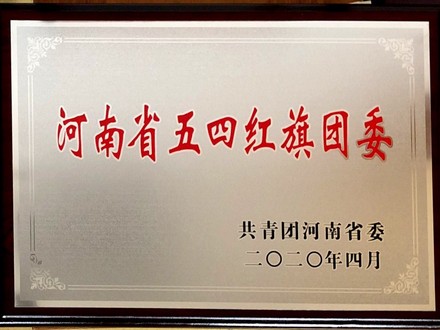 河南省五四红旗团委
共青团河南省委
二〇二〇年四月